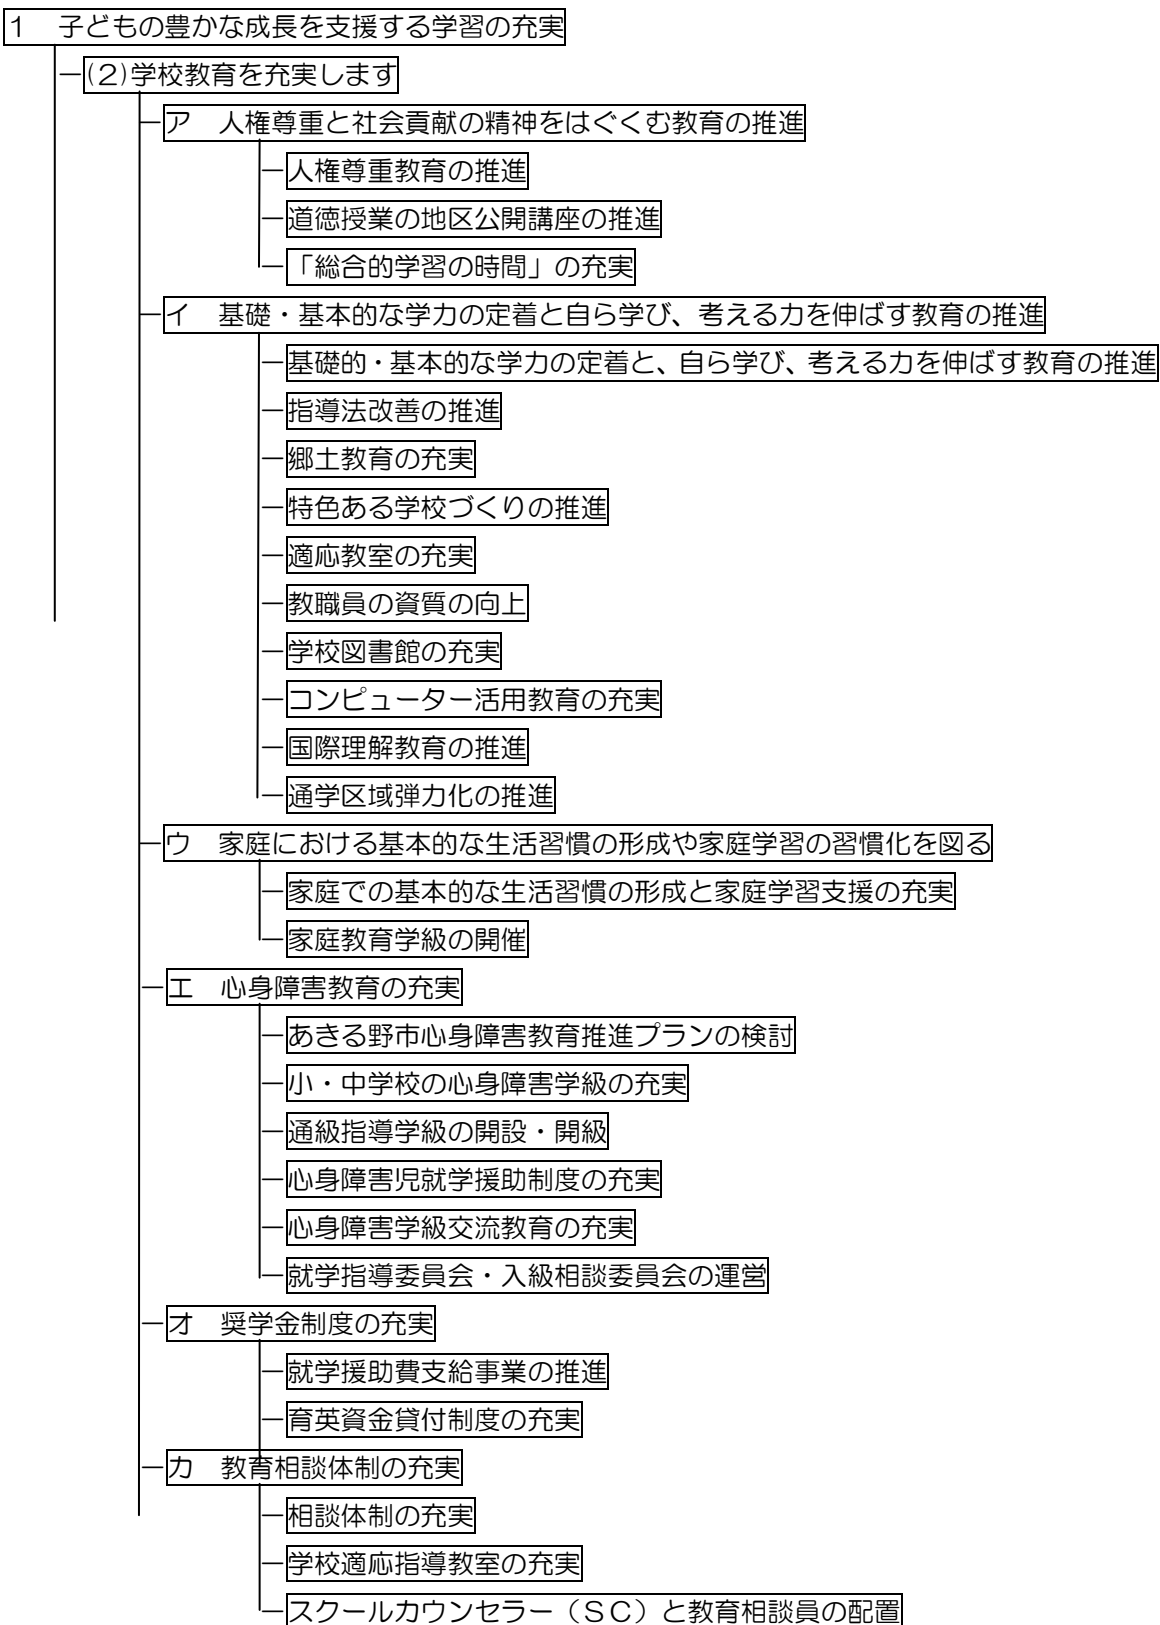 1　子どもの豊かな成長を支援する学習の充実
(2)学校教育を充実します
ア　人権尊重と社会貢献の精神をはぐくむ教育の推進
人権尊重教育の推進
道徳授業の地区公開講座の推進
「総合的学習の時間」の充実
イ　基礎・基本的な学力の定着と自ら学び、考える力を伸ばす教育の推進
基礎的・基本的な学力の定着と、自ら学び、考える力を伸ばす教育の推進
指導法改善の推進
郷土教育の充実
特色ある学校づくりの推進
適応教室の充実
教職員の資質の向上
学校図書館の充実
コンピューター活用教育の充実
国際理解教育の推進
通学区域弾力化の推進
ウ　家庭における基本的な生活習慣の形成や家庭学習の習慣化を図る
家庭での基本的な生活習慣の形成と家庭学習支援の充実
家庭教育学級の開催
エ　心身障害教育の充実
あきる野市心身障害教育推進プランの検討
小・中学校の心身障害学級の充実
通級指導学級の開設・開級
心身障害児就学援助制度の充実
心身障害学級交流教育の充実
就学指導委員会・入級相談委員会の運営
オ　奨学金制度の充実
就学援助費支給事業の推進
育英資金貸付制度の充実
カ　教育相談体制の充実
相談体制の充実
学校適応指導教室の充実
スクールカウンセラー（ＳＣ）と教育相談員の配置